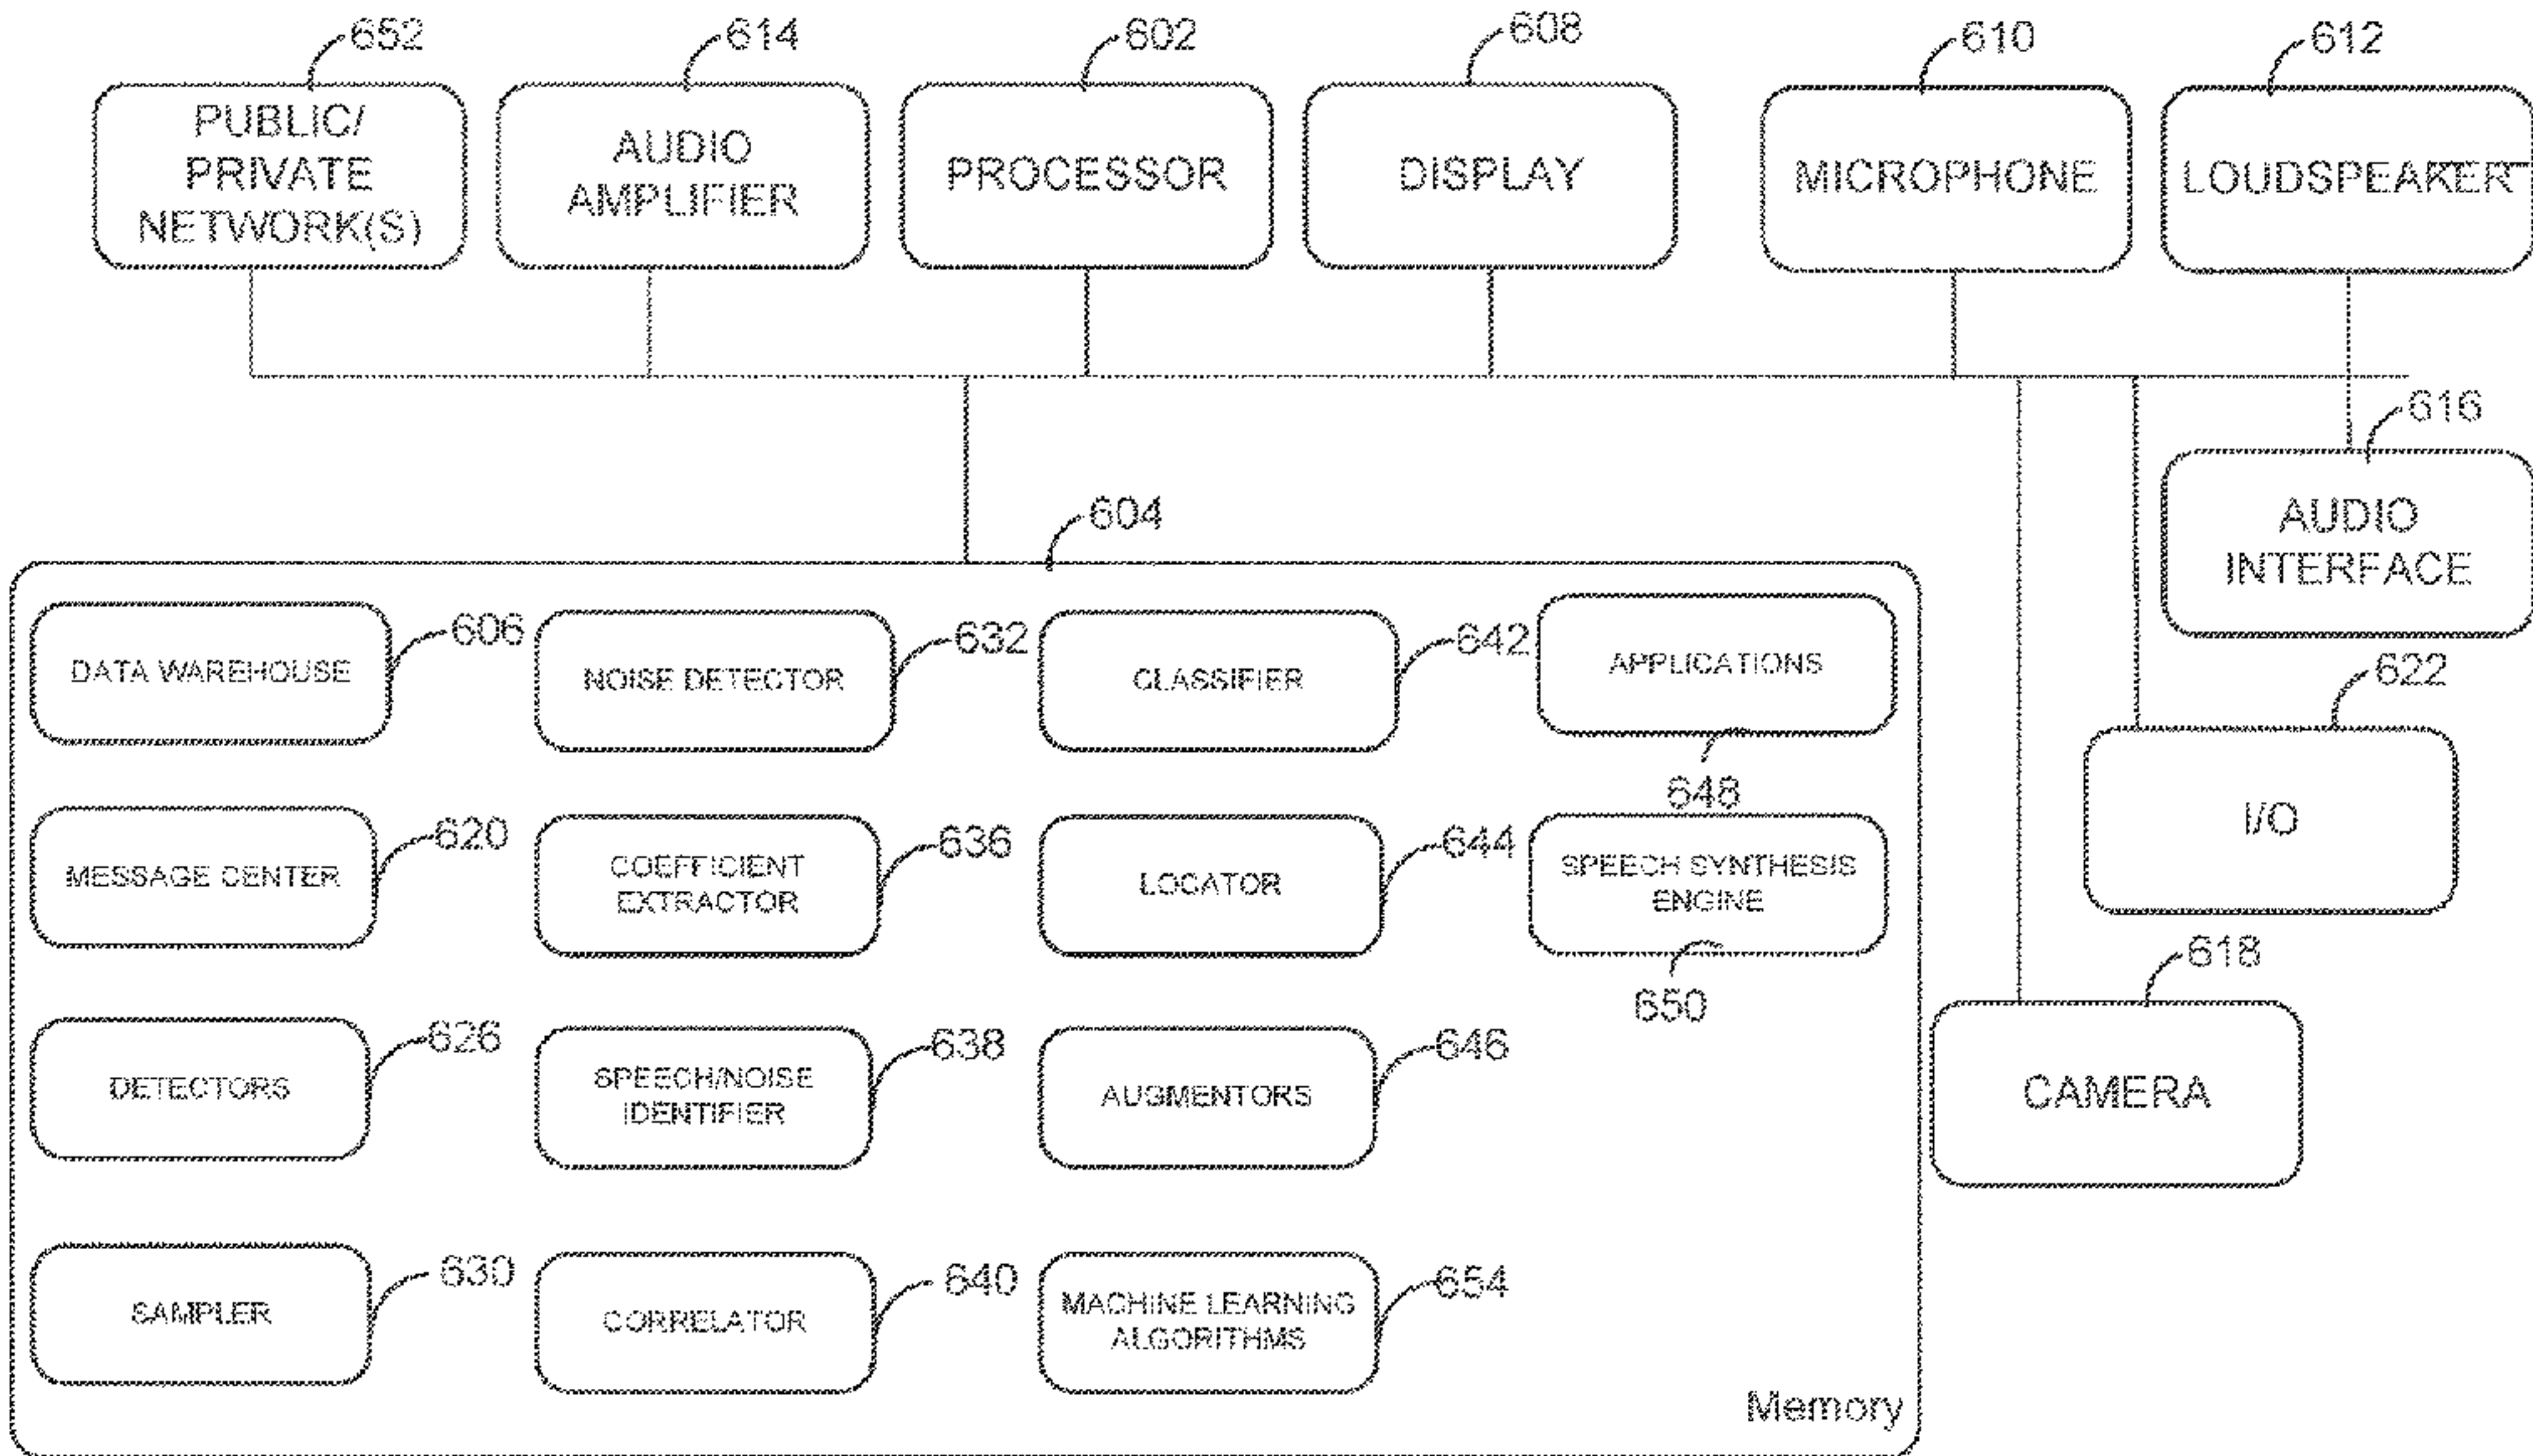 652
614
602
608
610
612
PUBLIC/
PRIVATE
NETWORK(S)
AUDIO
AMPLIFIER
PROCESSOR
DISPLAY
MICROPHONE
LOUDSPEAKER
616
AUDIO
INTERFACE
604
606
632
642
DATA WAREHOUSE
NOISE DETECTOR
CLASSIFIER
APPLICATIONS
648
622
I/O
620
636
644
MESSAGE CENTER
COEFFICIENT
EXTRACTOR
LOCATOR
SPEECH SYNTHESIS
ENGINE
650
618
CAMERA
626
638
646
DETECTORS
SPEECH/NOISE
IDENTIFIER
AUGMENTORS
630
640
654
SAMPLER
CORRELATOR
MACHINE LEARNING
ALGORITHMS
Memory